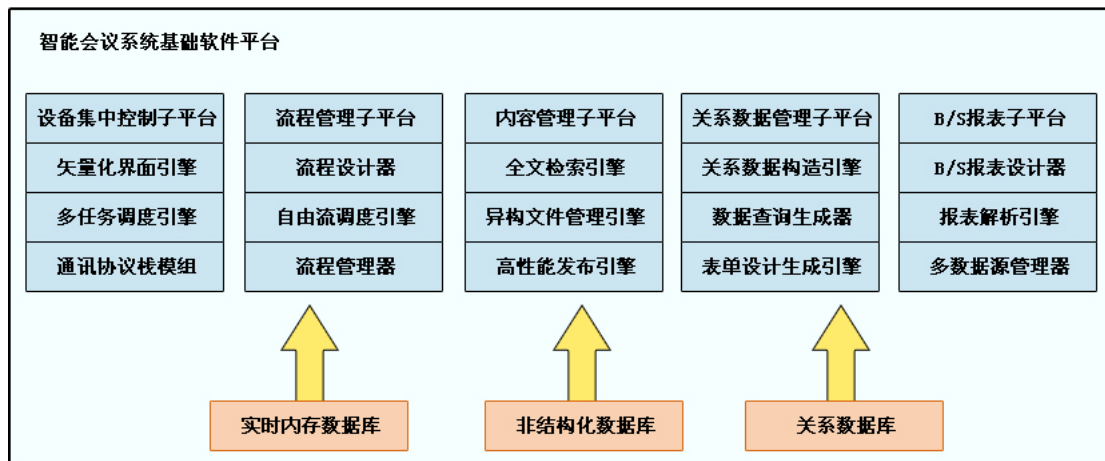 智能会议系统基础软件平台
设备集中控制子平台
矢量化界面引擎
多任务调度引擎
通讯协议栈模组
流程管理子平台
流程设计器
自由流调度引擎
流程管理器
内容管理子平台
全文检索引擎
异构文件管理引擎
高性能发布引擎
关系数据管理子平台
关系数据构造引擎
数据查询生成器
表单设计生成引擎
B/S报表子平台
B/S报表设计器
报表解析引擎
多数据源管理器
实时内存数据库
非结构化数据库
关系数据库